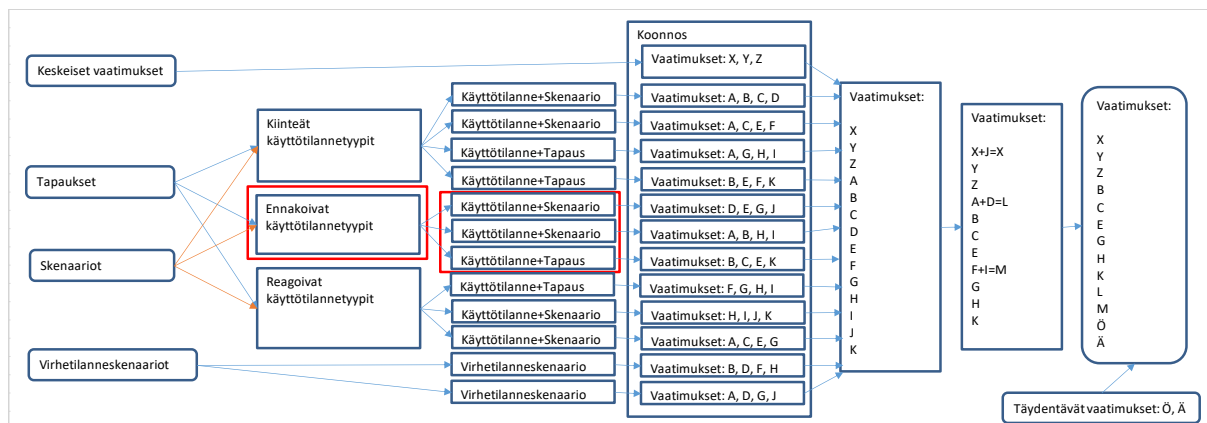 Keskeiset vaatimukset
Tapaukset
Skenaariot
Virhetilanneskenaariot
Kiinteät
käyttötilannetyypit
Ennakoivat
käyttötilannetyypit
Reagoivat
käyttötilannetyypit
Käyttötilanne+Skenaario
Käyttötilanne+Skenaario
Käyttötilanne+Tapaus
Käyttötilanne+Tapaus
Käyttötilanne+Skenaario
Käyttötilanne+Skenaario
Käyttötilanne+Tapaus
Käyttötilanne+Tapaus
Käyttötilanne+Skenaario
Käyttötilanne+Skenaario
Virhetilanneskenaario
Virhetilanneskenaario
Koonnos
Vaatimukset: X, Y, Z
Vaatimukset: A, B, C, D
Vaatimukset: A, C, E, F
Vaatimukset: A, G, H, I
Vaatimukset: B, E, F, K
Vaatimukset: D, E, G, J
Vaatimukset: A, B, H, I
Vaatimukset: B, C, E, K
Vaatimukset: F, G, H, I
Vaatimukset: H, I, J, K
Vaatimukset: A, C, E, G
Vaatimukset: B, D, F, H
Vaatimukset: A, D, G, J
Vaatimukset:
X
Y
Z
A
B
C
D
E
F
G
H
I
J
K
Vaatimukset:
X+J=X
Y
Z
A+D=L
B
C
E
F+I=M
G
H
K
Vaatimukset:
X
Y
Z
B
C
E
G
H
K
L
M
Ö
Ä
Täydentävät vaatimukset: Ö, Ä